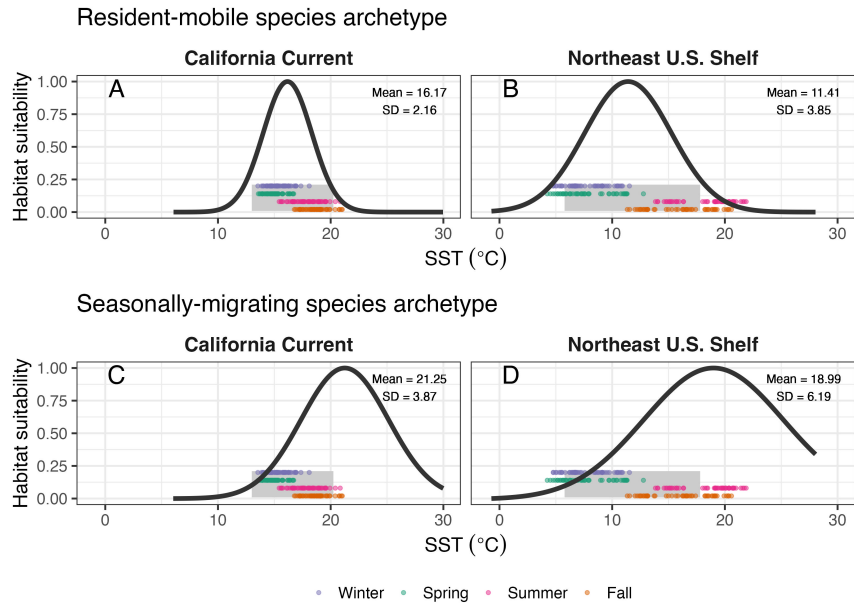 Resident-mobile species archetype
California Current
Northeast U.S. Shelf
Habitat suitability
1.00
0.75
0.50
0.25
0.00
A
Mean = 16.17
SD = 2.16
B
Mean = 11.41
SD = 3.85
0 10 20 30
0 10 20 30
SST (°C)
SST (°C)
Seasonally-migrating species archetype
California Current
Northeast U.S. Shelf
Habitat suitability
1.00
0.75
0.50
0.25
0.00
C
Mean = 21.25
SD = 3.87
D
Mean = 18.99
SD = 6.19
0 10 20 30
0 10 20 30
SST (°C)
SST (°C)
Winter Spring Summer Fall